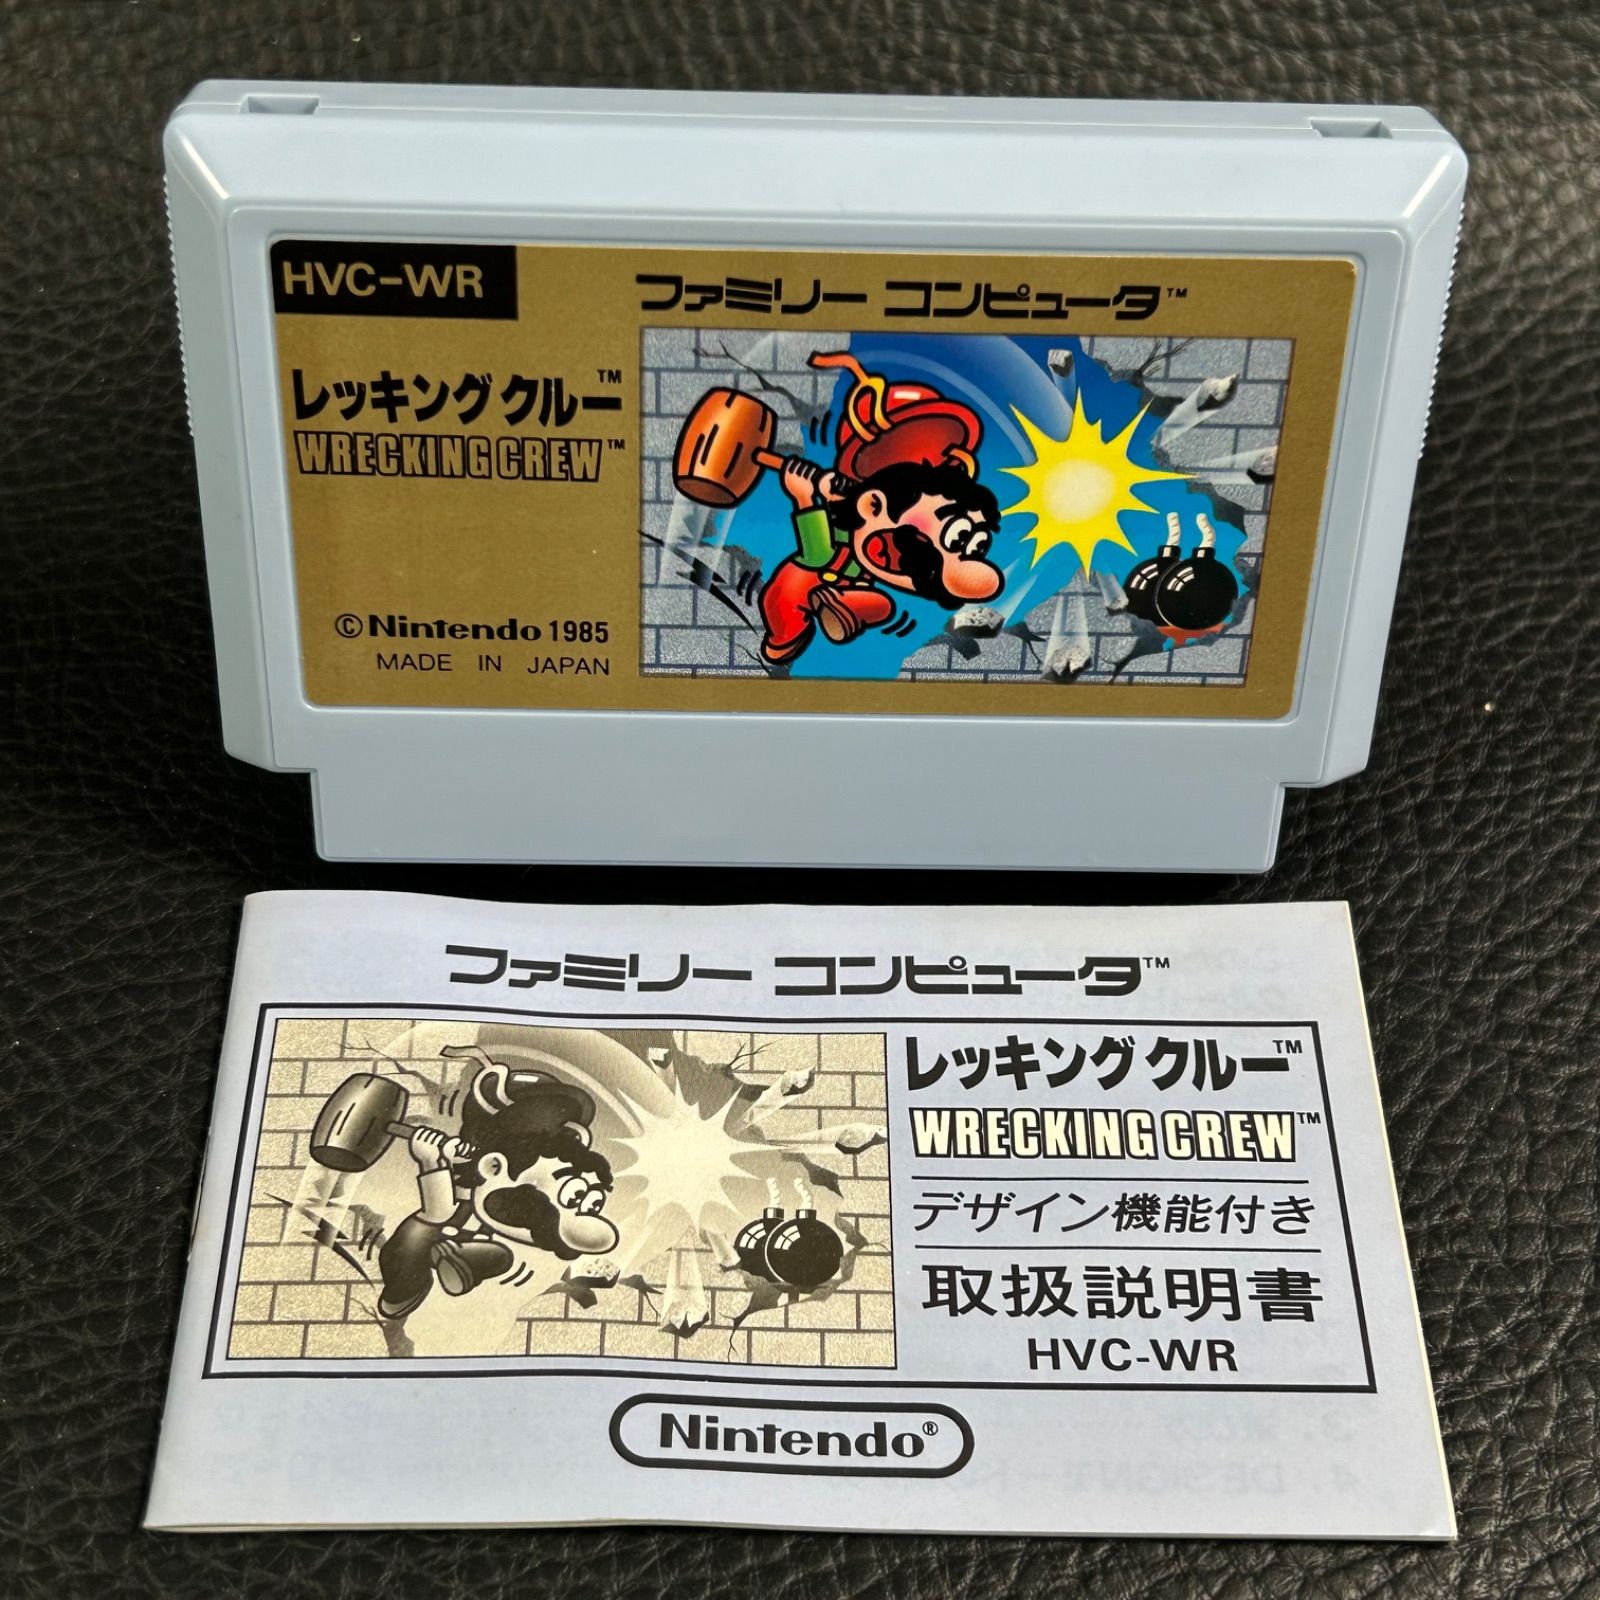 HVC-WR
ファミリー コンピュータ™
レッキングクルー™
WRECKING CREW™
©Nintendo 1985
MADE IN JAPAN
ファミリー コンピュータ™
レッキングクルー™
WRECKING CREW™
デザイン機能付き
取扱説明書
HVC-WR
Nintendo®